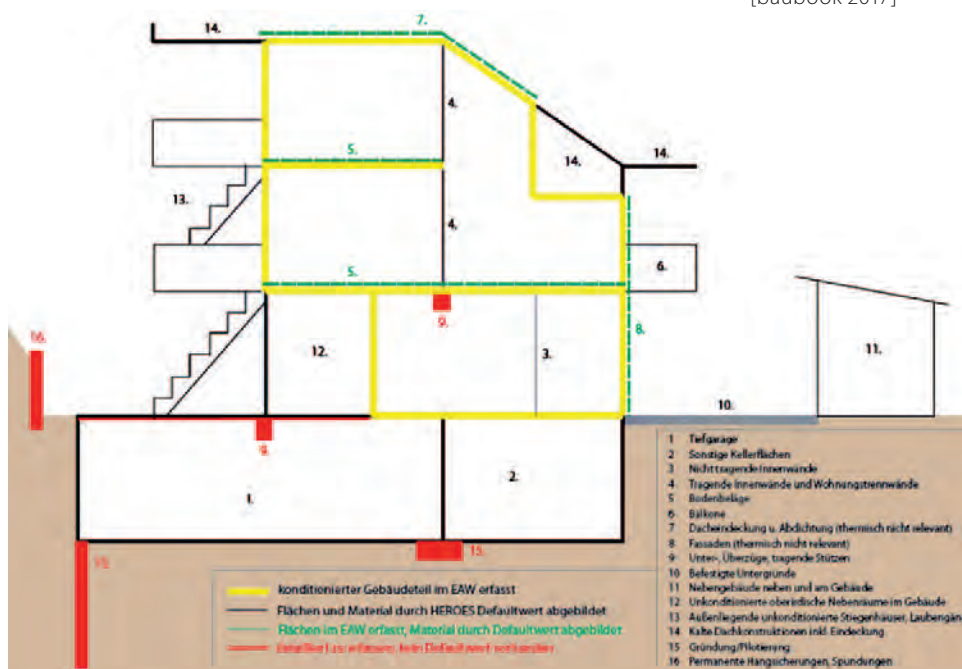 [baubook 2017]
7.
14.
4.
5.
14.
14.
13.
4.
5.
6.
16.
9.
8.
12.
3.
11.
10.
9.
1.
2.
15.
konditionierter Gebäudeteil im EAW erfasst
Flächen und Material durch HEROES Defaultwert abgebildet
Flächen im EAW erfasst, Material durch Defaultwert abgebildet
1 Tiefgarage
2 Sonstige Kellerflächen
3 Nichttragende Innenwände
4 Tragende Innenwände und Wohnungstrennwände
5 Bodenbeläge
6 Balkone
7 Dacheindeckung u. Abdichtung (thermisch nicht relevant)
8 Fassaden (thermisch nicht relevant)
9 Unter-, Überzüge, tragende Stützen
10 Befestigte Untergründe
11 Nebengebäude neben und am Gebäude
12 Unkonditionierte oberirdische Nebenräume im Gebäude
13 Außenliegende unkonditionierte Stiegenhäuser, Laubengän
14 Kalte Dachkonstruktionen inkl. Eindeckung
15 Gründung/Pilotierung
16 Permanente Hangsicherungen, Spundungen